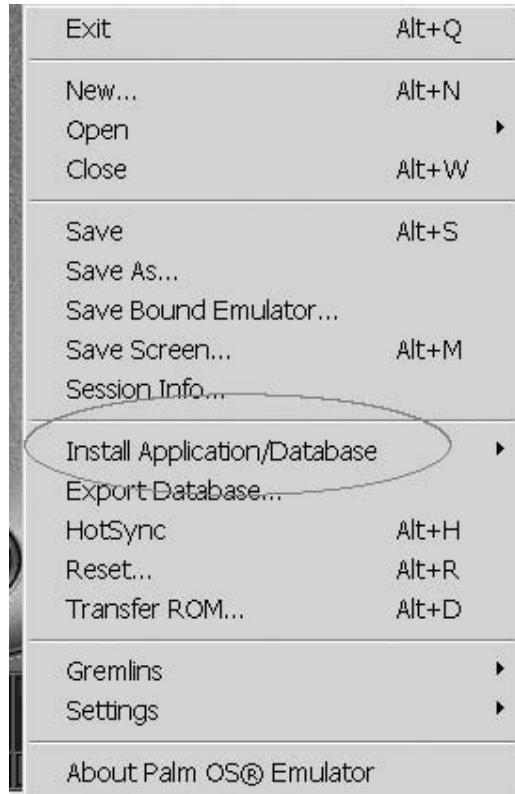 Exit Alt+Q
New... Alt+N
Open
Close Alt+W
Save Alt+S
Save As...
Save Bound Emulator...
Save Screen... Alt+M
Session Info...
Install Application/Database
Export Database...
HotSync Alt+H
Reset... Alt+R
Transfer ROM... Alt+D
Gremlins
Settings
About Palm OS® Emulator